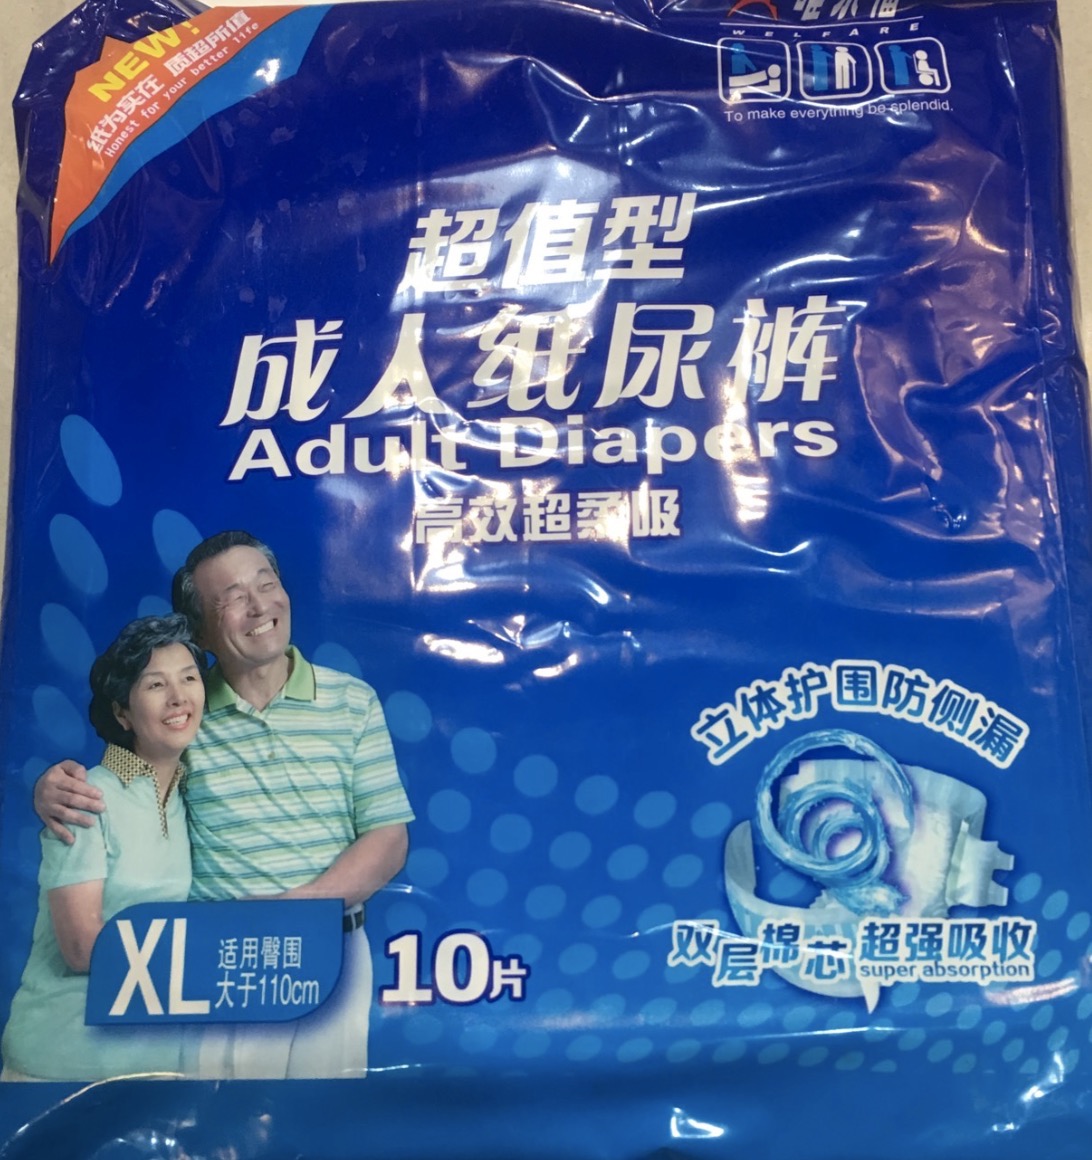 NEW!
纸为实在 质超所值
Honest for your better life
WELFARE
To make everything be splendid.
超值型
成人纸尿裤
Adult Diapers
高效超柔吸
立体护围防侧漏
双层棉芯 超强吸收
super absorption
XL
适用臀围
大于110cm
10片